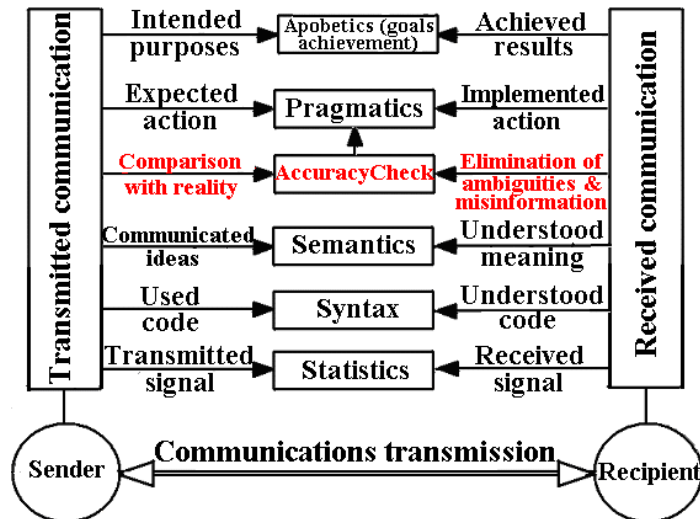 Intended
purposes
Apobetics (goals
achievement)
Achieved
results
Expected
action
Pragmatics
Implemented
action
Comparison
with reality
AccuracyCheck
Elimination of
ambiguities &
misinformation
Communicated
ideas
Semantics
Understood
meaning
Used
code
Syntax
Understood
code
Transmitted
signal
Statistics
Received
signal
Transmitted communication
Received communication
Sender
Communications transmission
Recipient